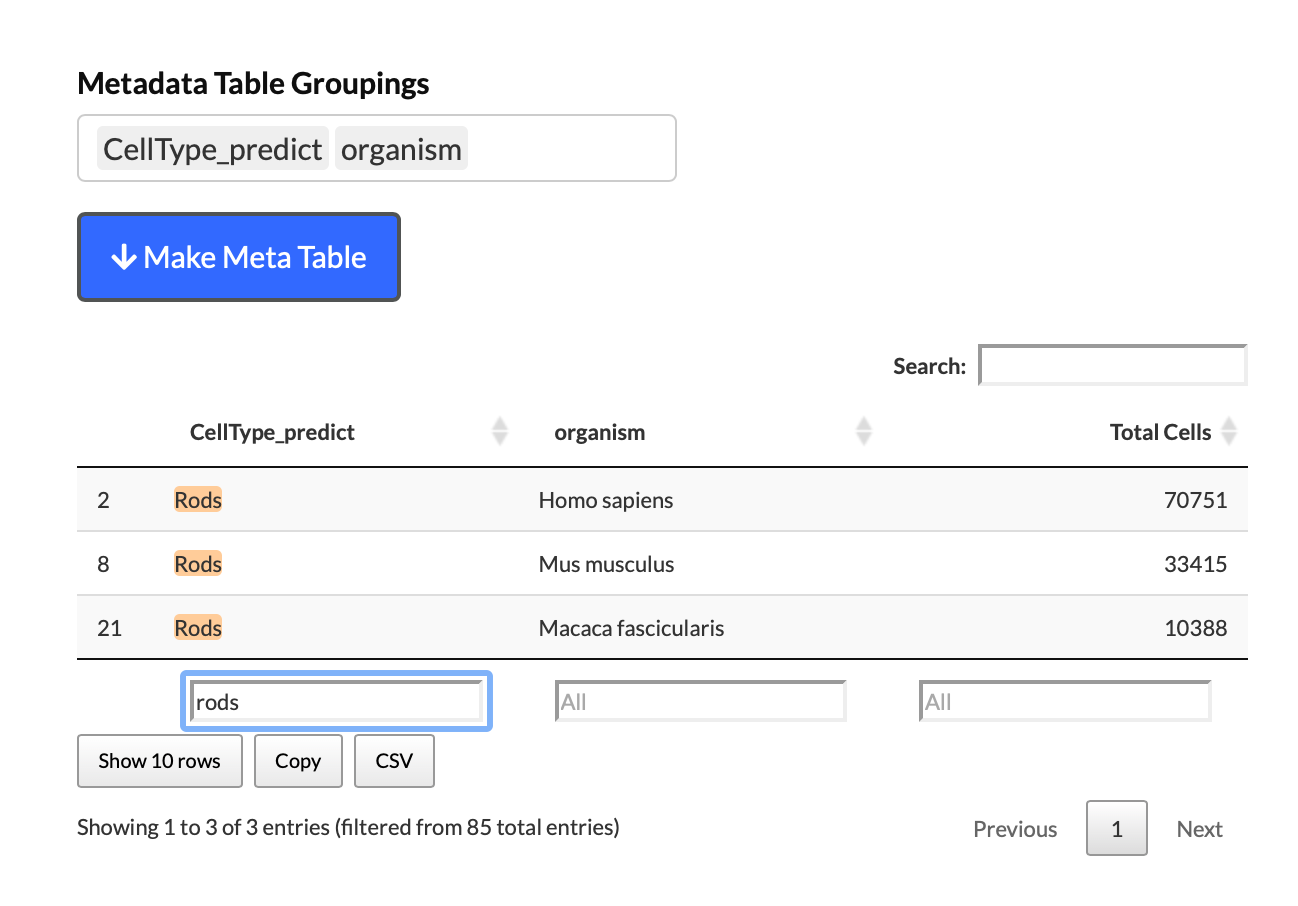 Metadata Table Groupings
CellType_predict organism
Make Meta Table
Search:
CellType_predict organism Total Cells
2 Rods Homo sapiens 70751
8 Rods Mus musculus 33415
21 Rods Macaca fascicularis 10388
rods All All
Show 10 rows Copy CSV
Showing 1 to 3 of 3 entries (filtered from 85 total entries) Previous 1 Next